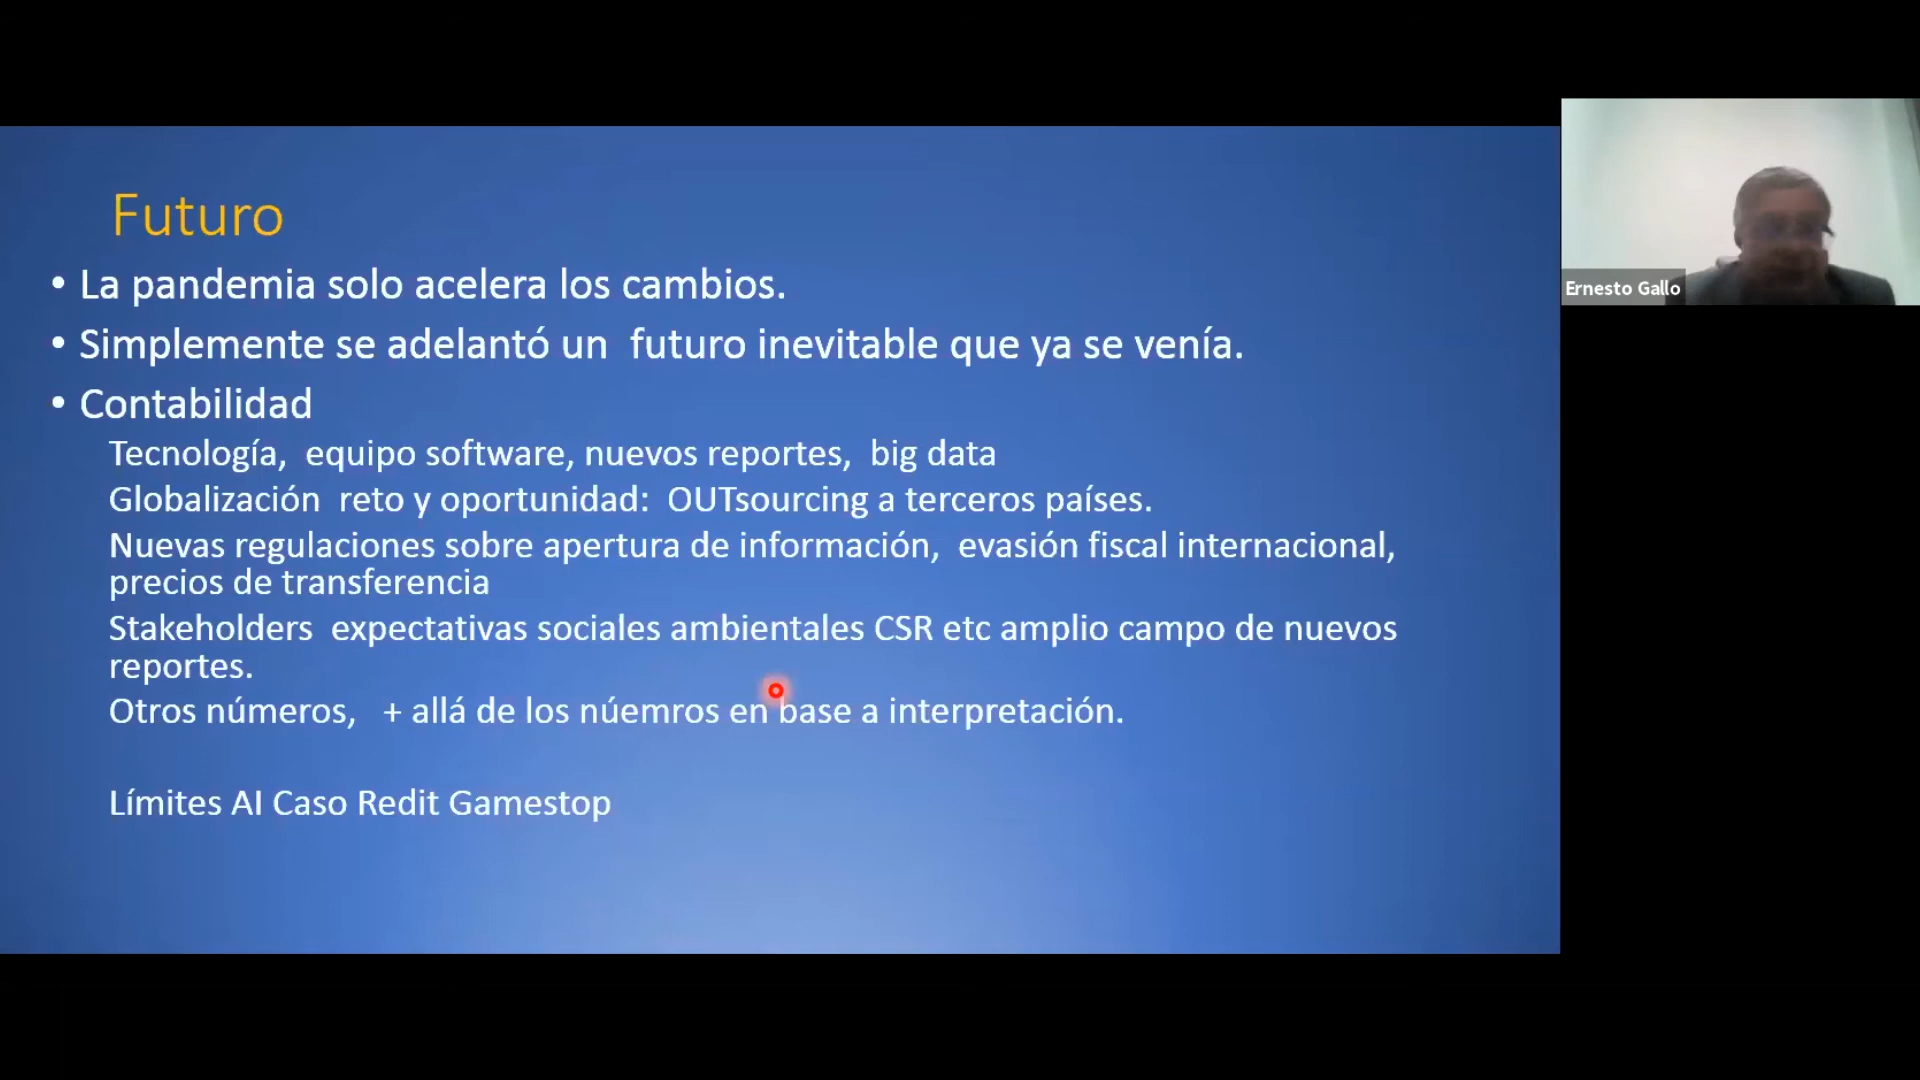 Futuro
• La pandemia solo acelera los cambios.
• Simplemente se adelantó un  futuro inevitable que ya se venía.
• Contabilidad
Tecnología,  equipo software, nuevos reportes,  big data
Globalización  reto y oportunidad:  OUTsourcing a terceros países.
Nuevas regulaciones sobre apertura de información,  evasión fiscal internacional,
precios de transferencia
Stakeholders  expectativas sociales ambientales CSR etc amplio campo de nuevos
reportes.
Otros números,   + allá de los núemros en base a interpretación.
Límites AI Caso Redit Gamestop
Ernesto Gallo